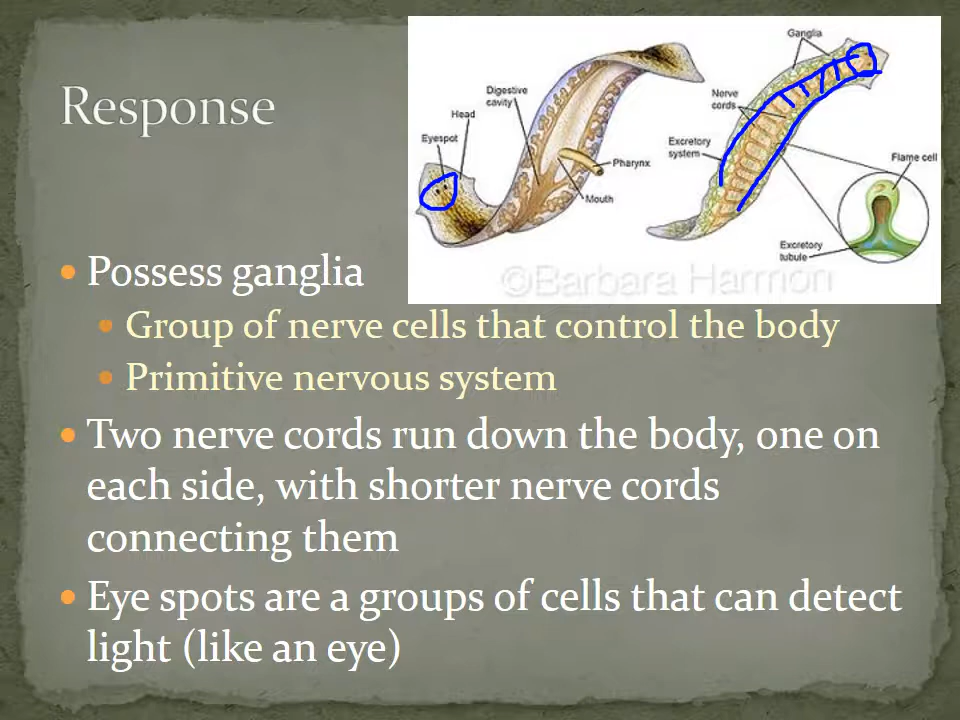 Response
Ganglia
Digestive
cavity
Head
Eyespot
Nerve
cords
Excretory
system
Pharynx
Mouth
Flame cell
Excretory
tubule
©Barbara Harmon
• Possess ganglia
• Group of nerve cells that control the body
• Primitive nervous system
• Two nerve cords run down the body, one on
each side, with shorter nerve cords
connecting them
• Eye spots are a groups of cells that can detect
light (like an eye)